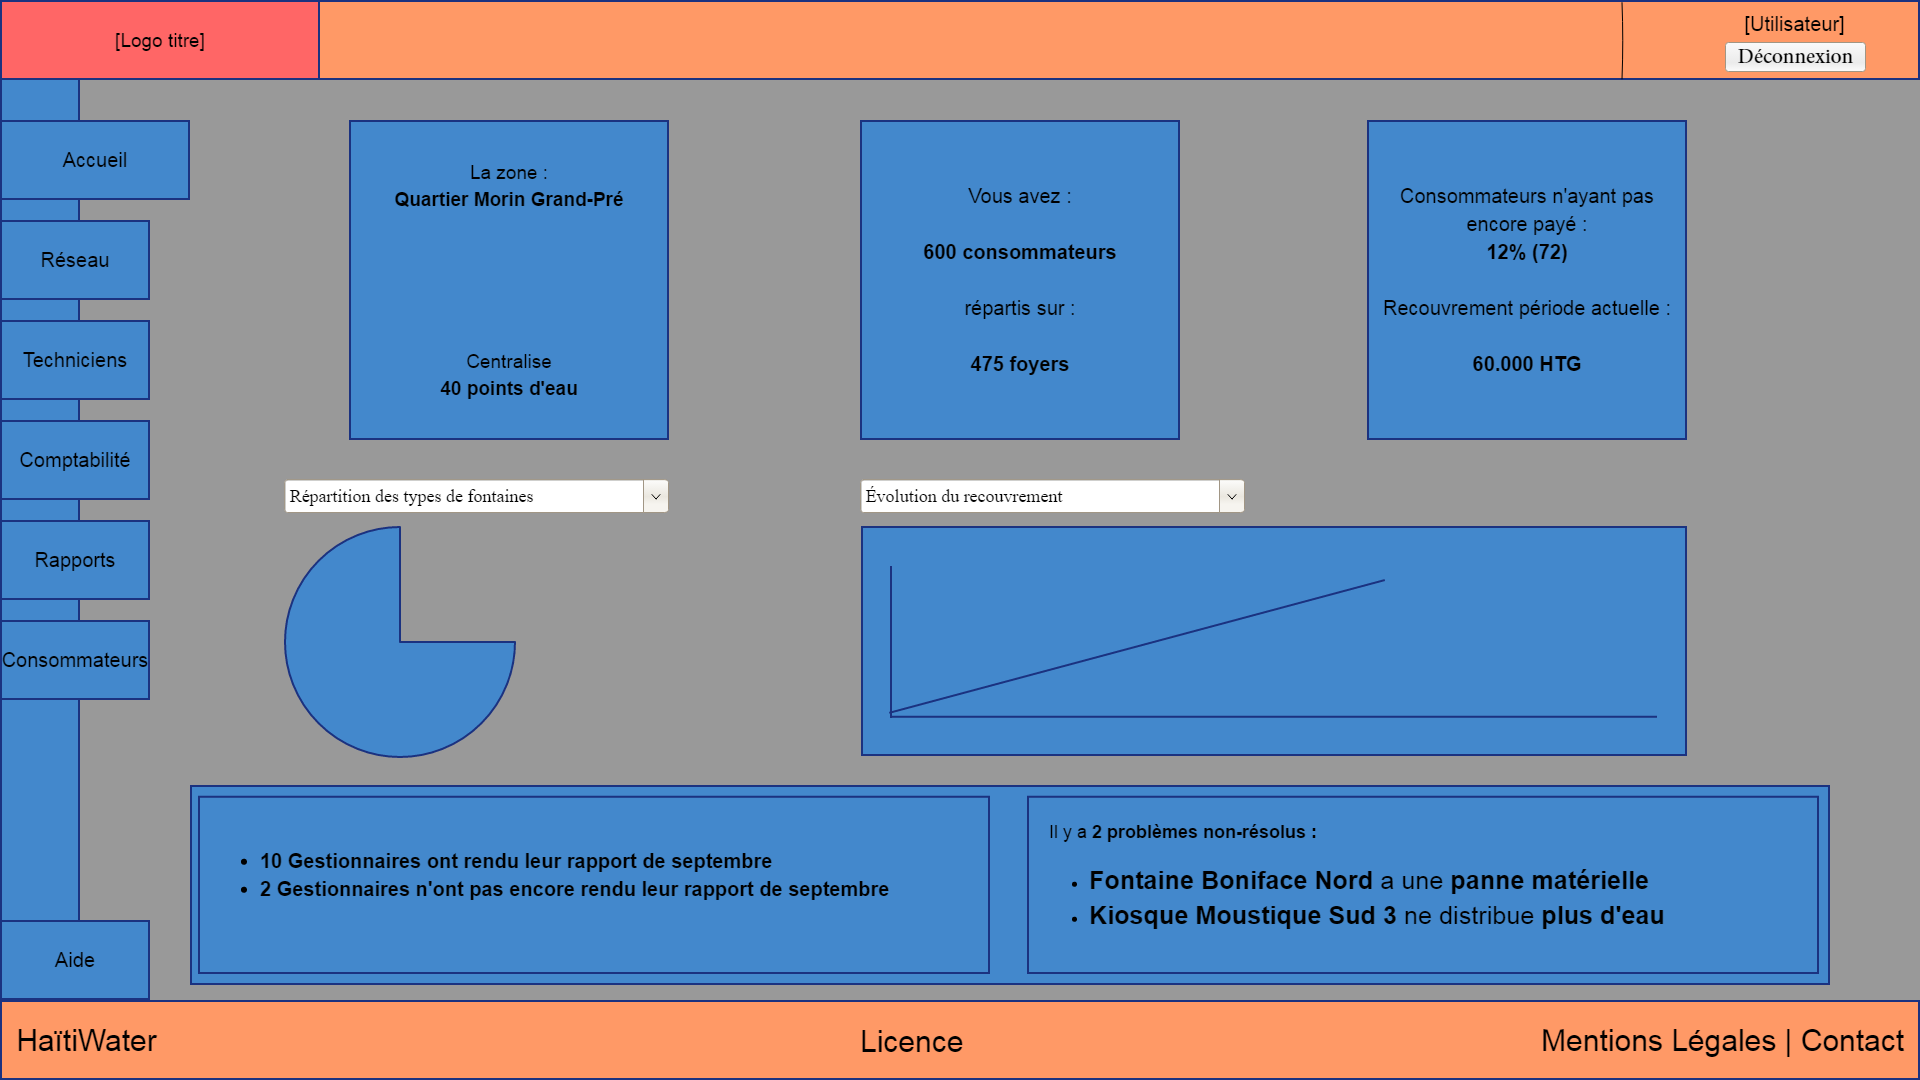 [Logo titre]
[Utilisateur]
Déconnexion
Accueil
Réseau
Techniciens
Comptabilité
Rapports
Consommateurs
Aide
La zone :
Quartier Morin Grand-Pré
Centralise
40 points d'eau
Vous avez :
600 consommateurs
répartis sur :
475 foyers
Consommateurs n'ayant pas
encore payé :
12% (72)
Recouvrement période actuelle :
60.000 HTG
Répartition des types de fontaines
Évolution du recouvrement
• 10 Gestionnaires ont rendu leur rapport de septembre
• 2 Gestionnaires n'ont pas encore rendu leur rapport de septembre
Il y a 2 problèmes non-résolus :
• Fontaine Boniface Nord a une panne matérielle
• Kiosque Moustique Sud 3 ne distribue plus d'eau
HaïtiWater
Licence
Mentions Légales | Contact